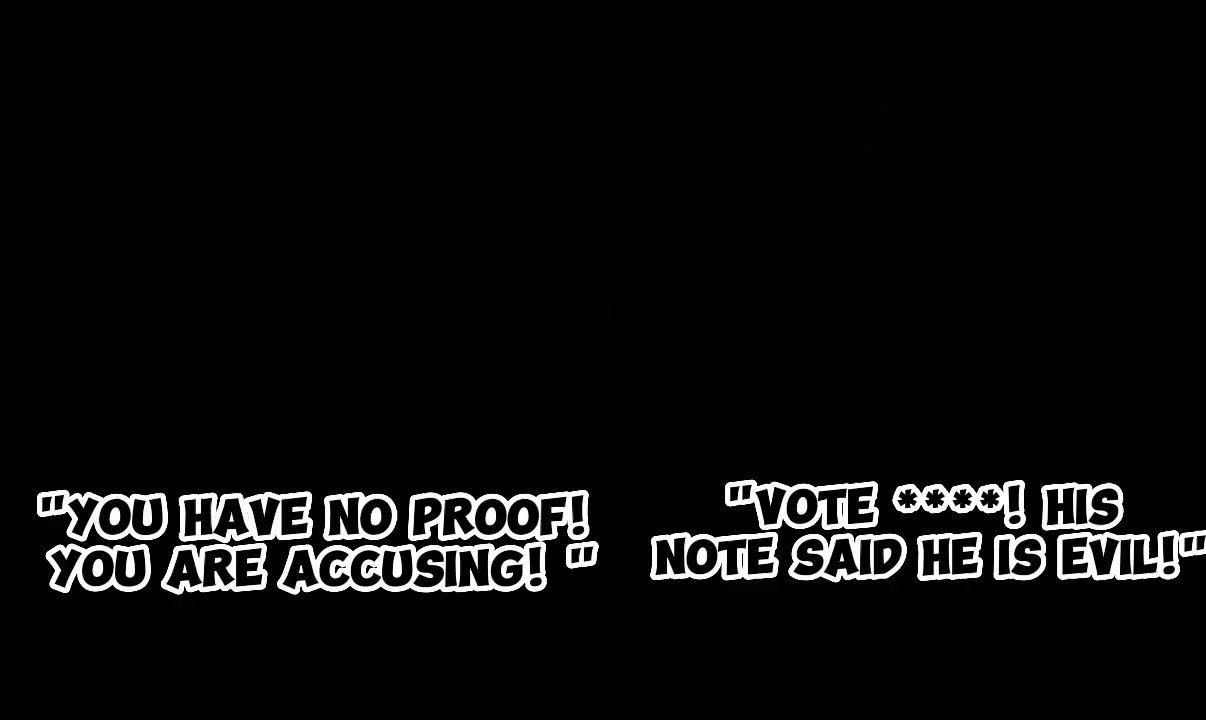 "YOU HAVE NO PROOF!
YOU ARE ACCUSING! "
"VOTE ****! HIS
NOTE SAID HE IS EVIL!"